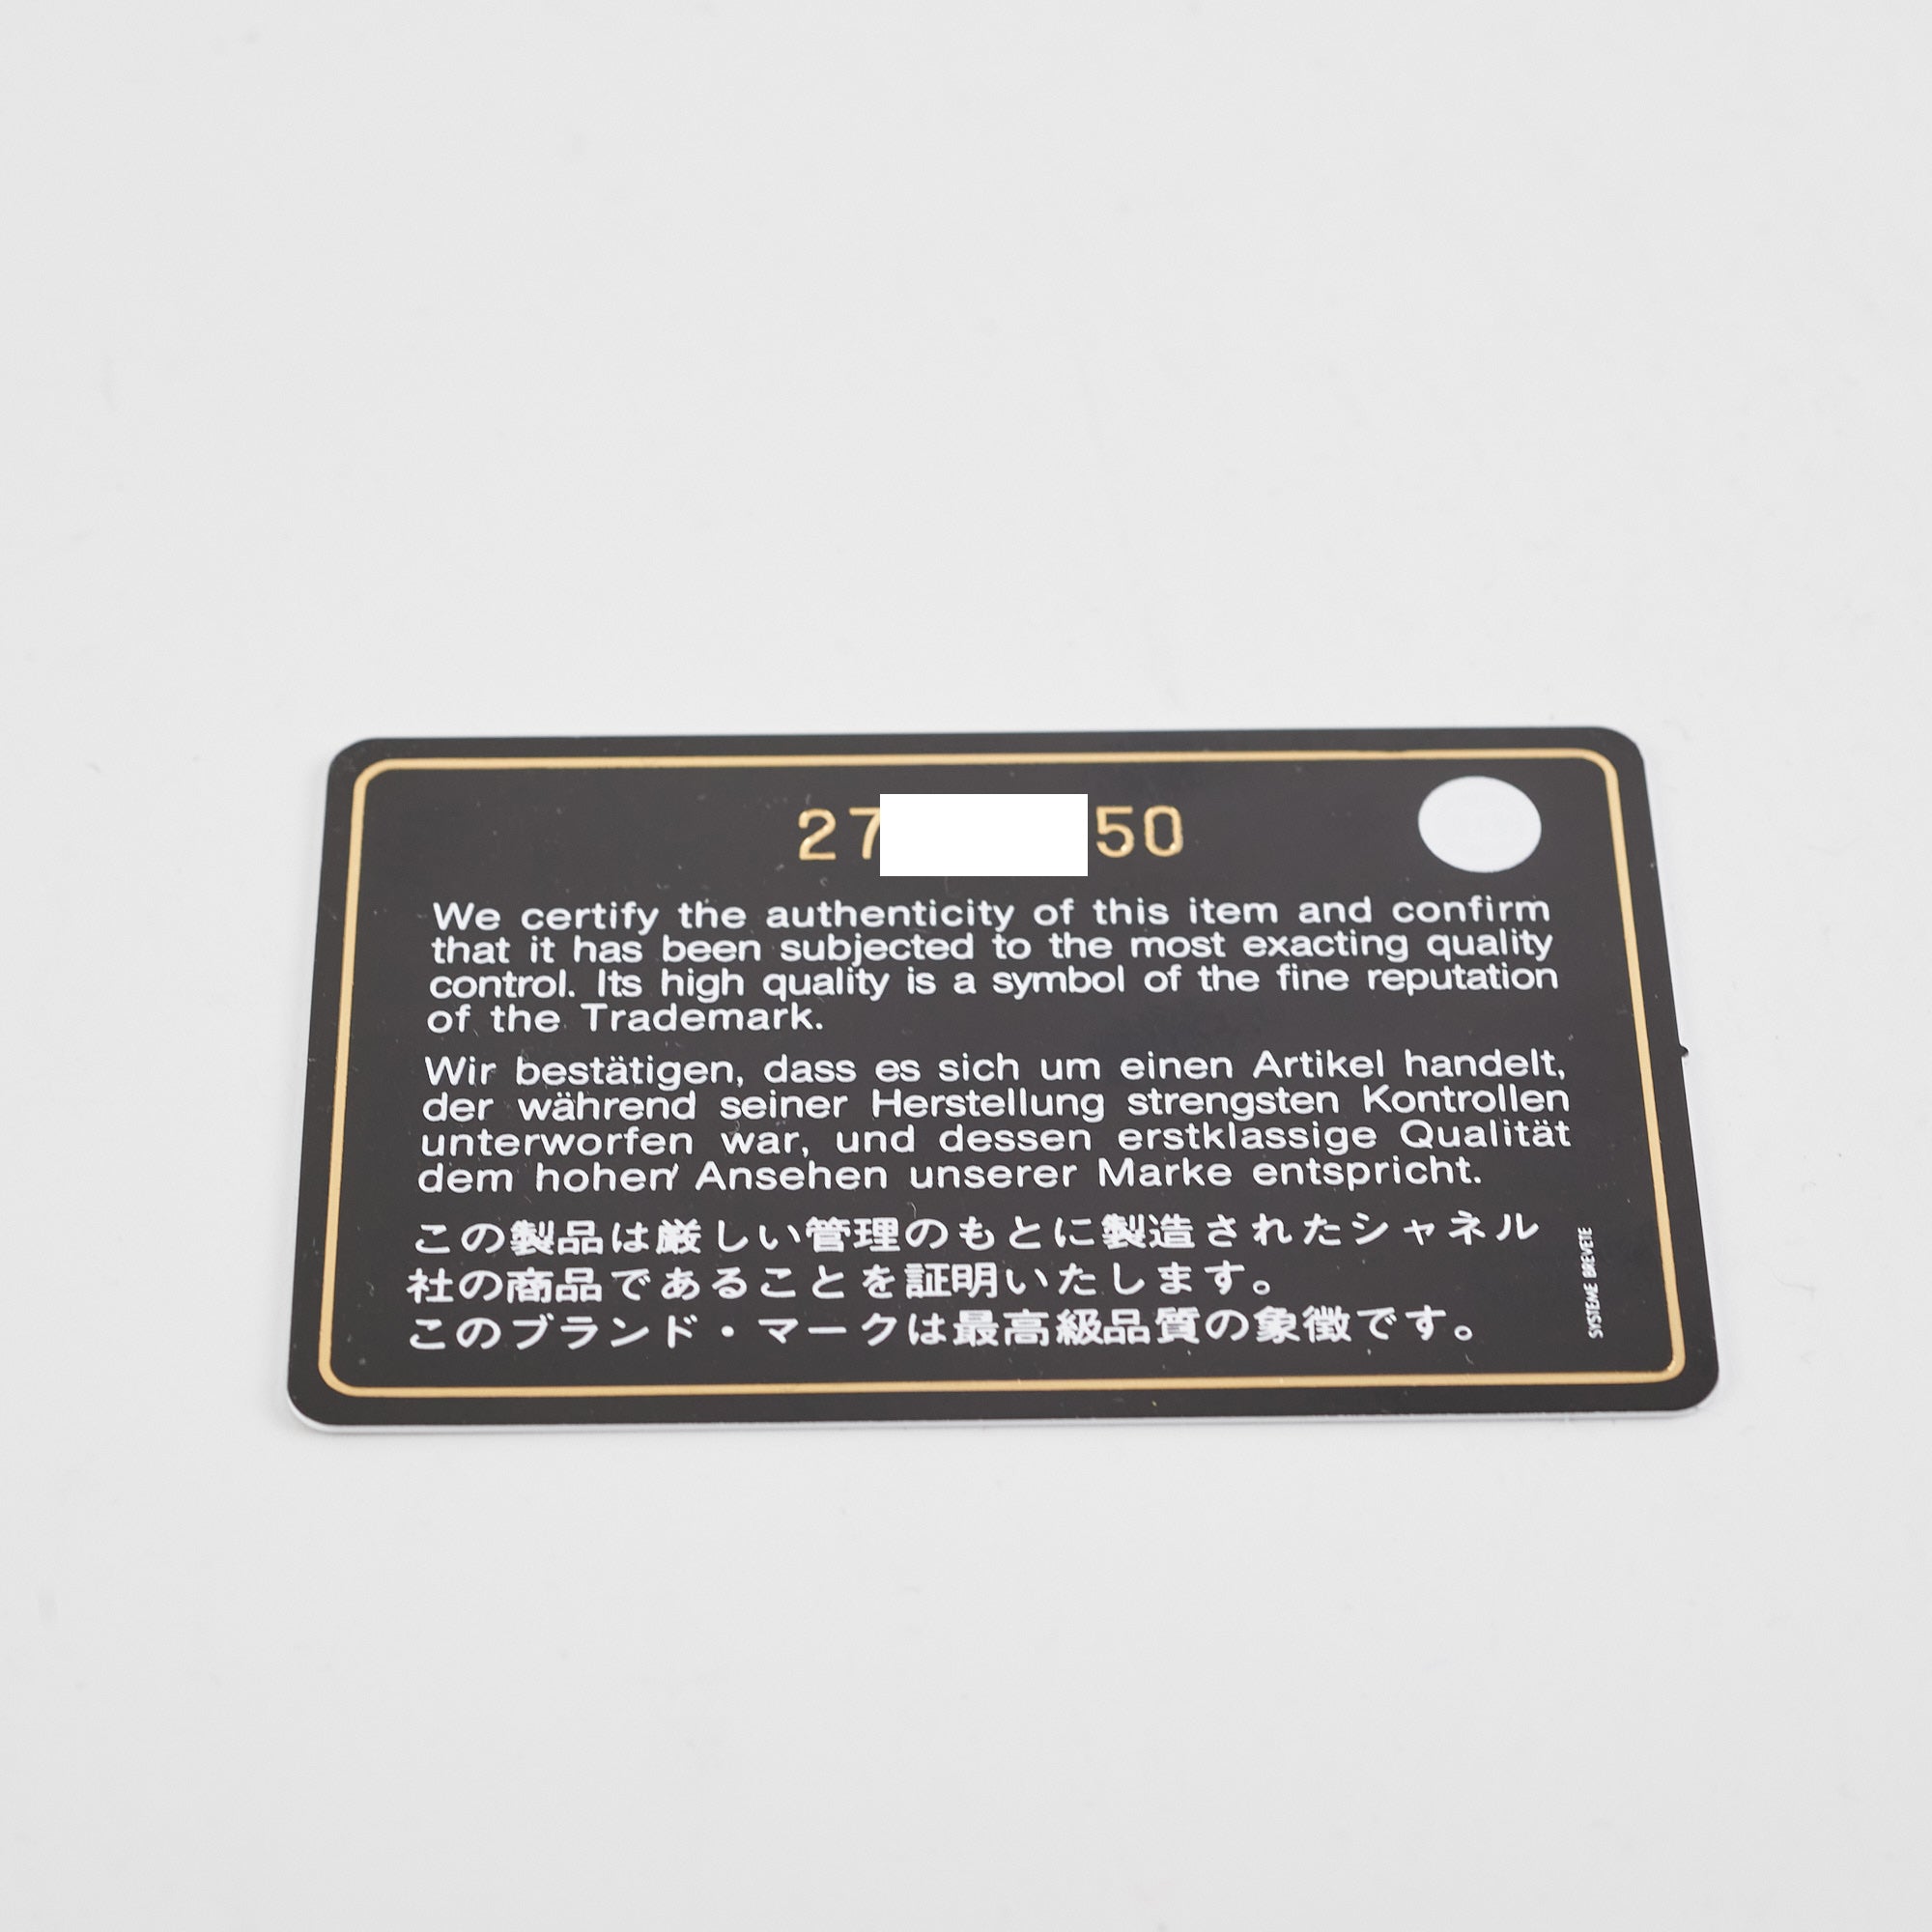 27 50
We certify the authenticity of this item and confirm
that it has been subjected to the most exacting quality
control. Its high quality is a symbol of the fine reputation
of the Trademark.
Wir bestätigen, dass es sich um einen Artikel handelt,
der während seiner Herstellung strengsten Kontrollen
unterworfen war, und dessen erstklassige Qualität
dem hohen Ansehen unserer Marke entspricht.
この製品は厳しい管理のもとに製造されたシャネル
社の商品であることを証明いたします。
このブランド・マークは最高級品質の象徴です。
SYSTEME BREVETE